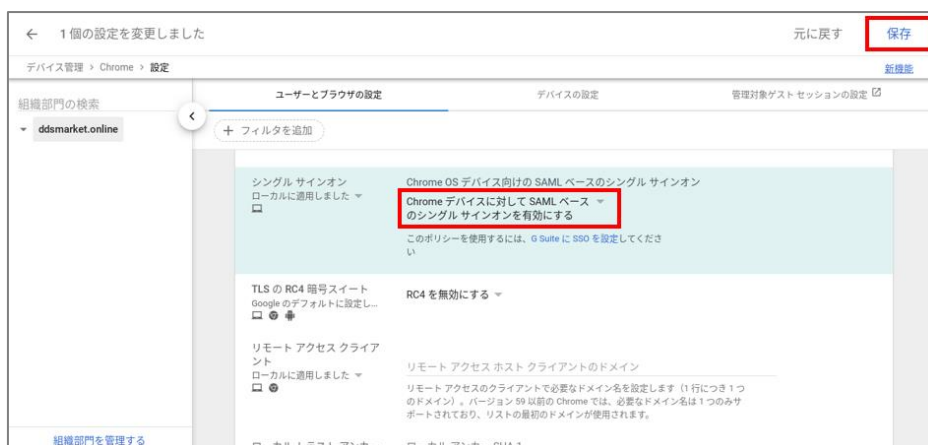 ← 1 個の設定を変更しました
元に戻す
保存
デバイス管理 > Chrome > 設定
新機能
組織部門の検索
ddsmarket.online
ユーザーとブラウザの設定
デバイスの設定
管理対象ゲスト セッションの設定
+ フィルタを追加
シングル サインオン
ローカルに適用しました
Chrome OS デバイス向けの SAML ベースのシングル サインオン
Chrome デバイスに対して SAML ベース
のシングル サインオンを有効にする
このポリシーを使用するには、G Suite に SSO を設定してくださ
い
TLS の RC4 暗号スイート
Google のデフォルトに設定し...
RC4 を無効にする
リモート アクセス クライア
ント
ローカルに適用しました
リモート アクセス ホスト クライアントのドメイン
リモート アクセスのクライアントで必要なドメイン名を設定します（1 行につき 1 つ
のドメイン）。バージョン 59 以前の Chrome では、必要なドメイン名は 1 つのみサ
ポートされており、リストの最初のドメインが使用されます。
組織部門を管理する